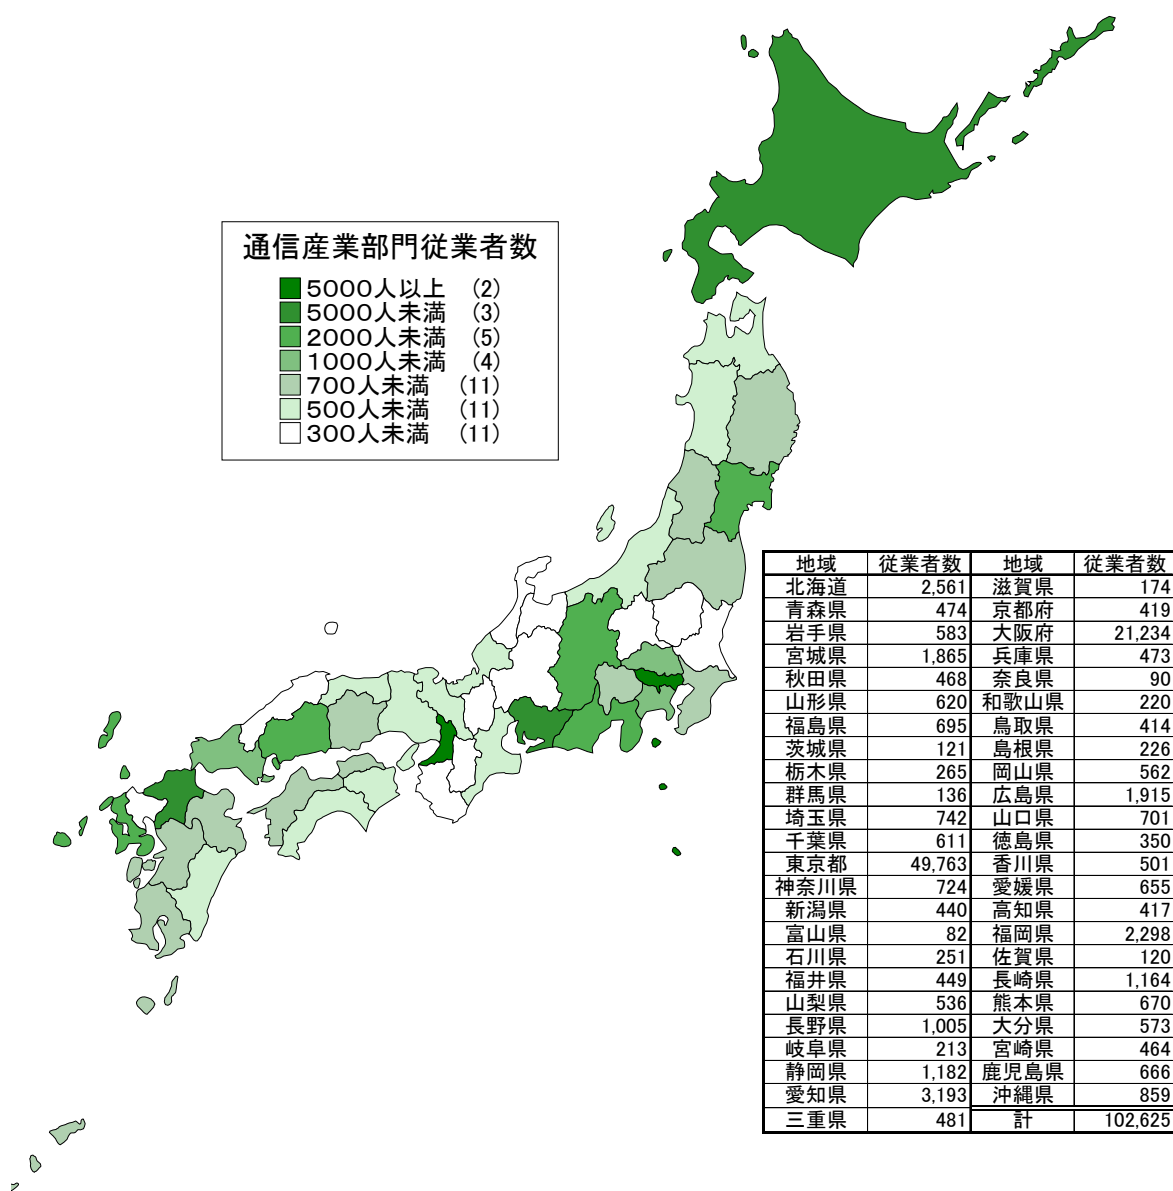 通信産業部門従業者数
5000人以上 (2)
5000人未満 (3)
2000人未満 (5)
1000人未満 (4)
700人未満 (11)
500人未満 (11)
300人未満 (11)
地域 従業者数 地域 従業者数
北海道 2,561 滋賀県 174
青森県 474 京都府 419
岩手県 583 大阪府 21,234
宮城県 1,865 兵庫県 473
秋田県 468 奈良県 90
山形県 620 和歌山県 220
福島県 695 鳥取県 414
茨城県 121 島根県 226
栃木県 265 岡山県 562
群馬県 136 広島県 1,915
埼玉県 742 山口県 701
千葉県 611 徳島県 350
東京都 49,763 香川県 501
神奈川県 724 愛媛県 655
新潟県 440 高知県 417
富山県 82 福岡県 2,298
石川県 251 佐賀県 120
福井県 449 長崎県 1,164
山梨県 536 熊本県 670
長野県 1,005 大分県 573
岐阜県 213 宮崎県 464
静岡県 1,182 鹿児島県 666
愛知県 3,193 沖縄県 859
三重県 481 計 102,625